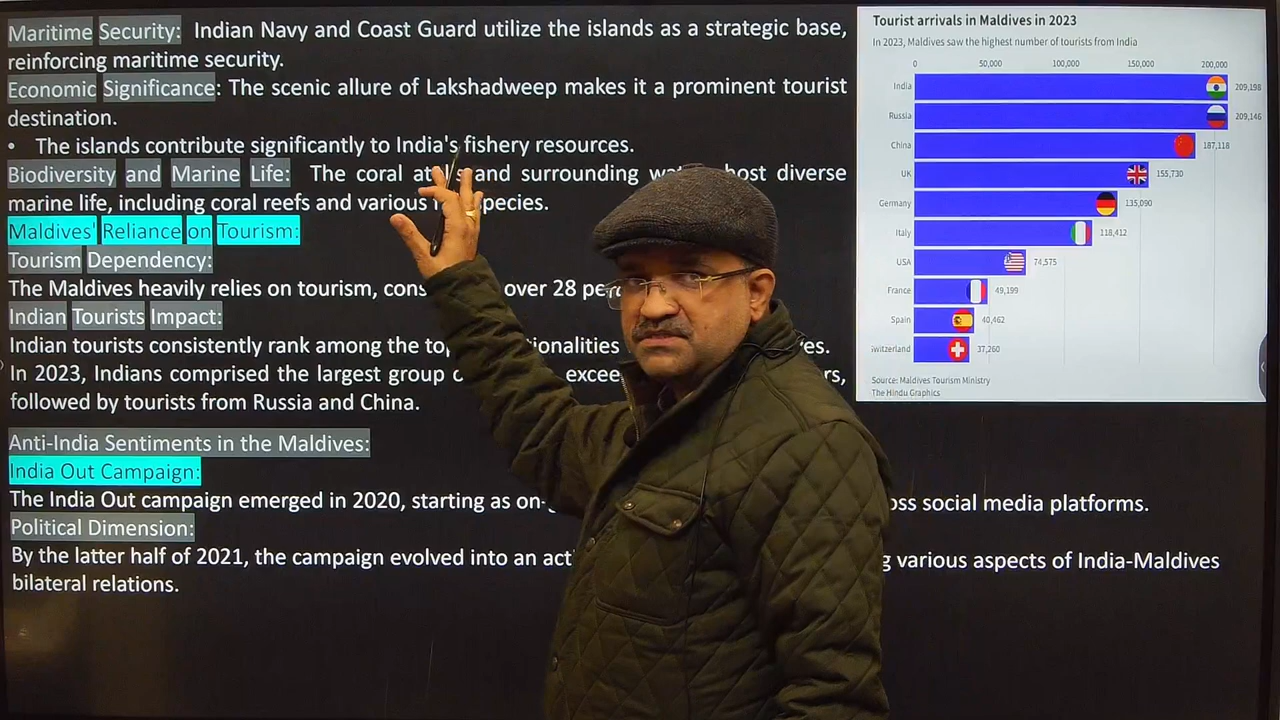 Maritime Security: Indian Navy and Coast Guard utilize the islands as a strategic base,
reinforcing maritime security.
Economic Significance: The scenic allure of Lakshadweep makes it a prominent tourist
destination.
• The islands contribute significantly to India's fishery resources.
Biodiversity and Marine Life: The coral and surrounding host diverse
marine life, including coral reefs and various species.
Maldives' Reliance on Tourism:
Tourism Dependency:
The Maldives heavily relies on tourism, over 28
Indian Tourists Impact:
Indian tourists consistently rank among the
In 2023, Indians comprised the largest group
followed by tourists from Russia and China.
Anti-India Sentiments in the Maldives:
India Out Campaign:
The India Out campaign emerged in 2020, starting as social media platforms.
Political Dimension:
By the latter half of 2021, the campaign evolved into an various aspects of India-Maldives
bilateral relations.
Tourist arrivals in Maldives in 2023
In 2023, Maldives saw the highest number of tourists from India
0 50,000 100,000 150,000 200,000
India 209,198
Russia 209,146
China 187,118
UK 155,730
Germany 135,090
Italy 118,412
USA 74,575
France 49,199
Spain 40,462
witzerland 37,260
Source: Maldives Tourism Ministry
The Hindu Graphics